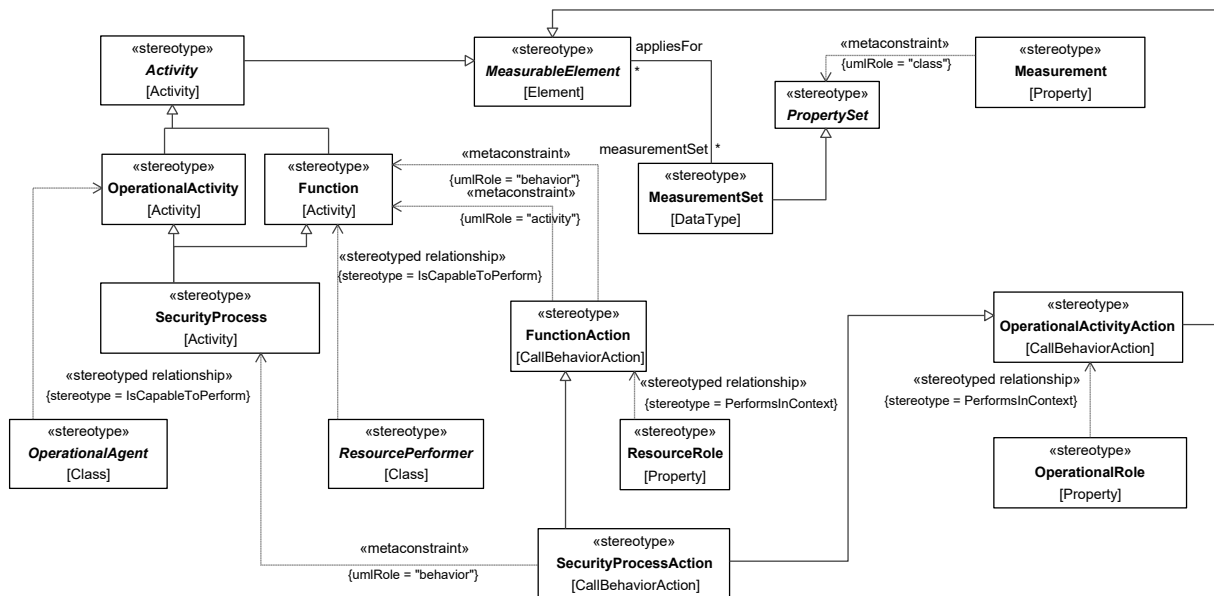 «stereotype»
Activity
[Activity]
«stereotype»
MeasurableElement
[Element]
appliesFor
*
«metaconstraint»
{umlRole = "class"}
«stereotype»
Measurement
[Property]
«stereotype»
PropertySet
«stereotype»
OperationalActivity
[Activity]
«stereotype»
Function
[Activity]
«metaconstraint»
{umlRole = "behavior"}
«metaconstraint»
{umlRole = "activity"}
measurementSet
*
«stereotype»
MeasurementSet
[DataType]
«stereotyped relationship»
{stereotype = IsCapableToPerform}
«stereotype»
SecurityProcess
[Activity]
«stereotype»
FunctionAction
[CallBehaviorAction]
«stereotype»
OperationalActivityAction
[CallBehaviorAction]
«stereotyped relationship»
{stereotype = IsCapableToPerform}
«stereotyped relationship»
{stereotype = PerformsInContext}
«stereotyped relationship»
{stereotype = PerformsInContext}
«stereotype»
OperationalAgent
[Class]
«stereotype»
ResourcePerformer
[Class]
«stereotype»
ResourceRole
[Property]
«stereotype»
OperationalRole
[Property]
«metaconstraint»
{umlRole = "behavior"}
«stereotype»
SecurityProcessAction
[CallBehaviorAction]